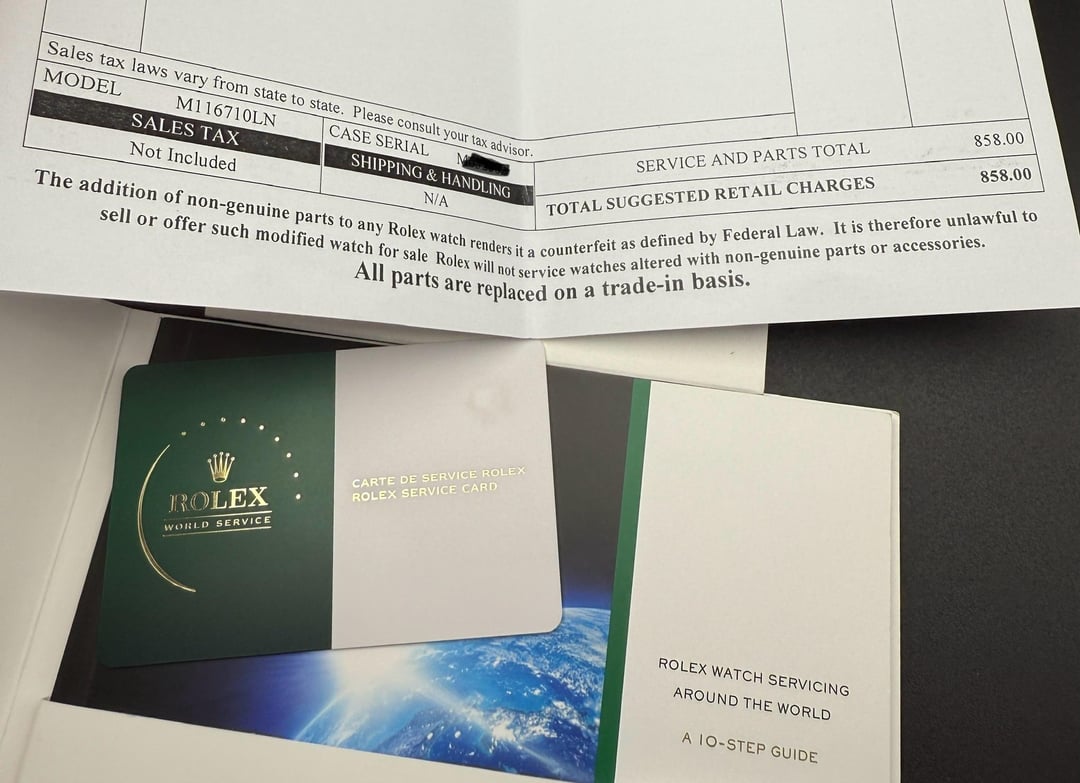 Sales tax laws vary from state to state. Please consult your tax advisor.
MODEL M116710LN
CASE SERIAL M
SALES TAX
SHIPPING & HANDLING
Not Included
N/A
SERVICE AND PARTS TOTAL 858.00
TOTAL SUGGESTED RETAIL CHARGES 858.00
The addition of non-genuine parts to any Rolex watch renders it a counterfeit as defined by Federal Law. It is therefore unlawful to
sell or offer such modified watch for sale Rolex will not service watches altered with non-genuine parts or accessories.
All parts are replaced on a trade-in basis.
ROLEX
WORLD SERVICE
CARTE DE SERVICE ROLEX
ROLEX SERVICE CARD
ROLEX WATCH SERVICING
AROUND THE WORLD
A 10-STEP GUIDE